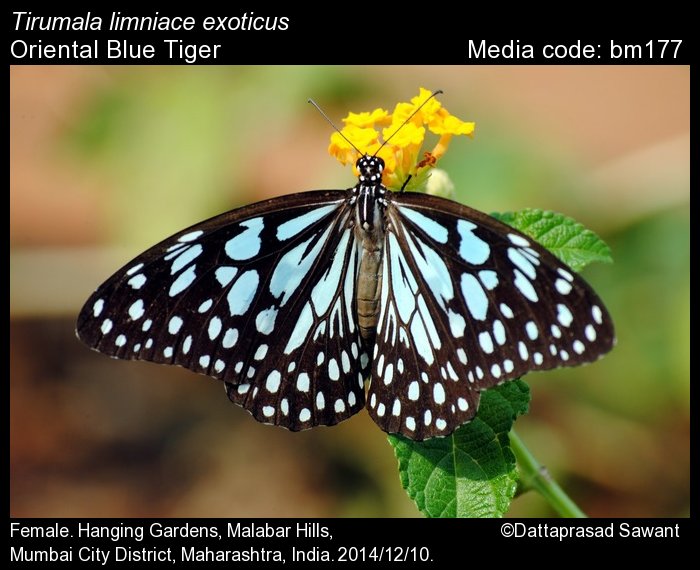 Tirumala limniace exoticus
Oriental Blue Tiger
Media code: bm177
Female. Hanging Gardens, Malabar Hills,
Mumbai City District, Maharashtra, India. 2014/12/10.
©Dattaprasad Sawant